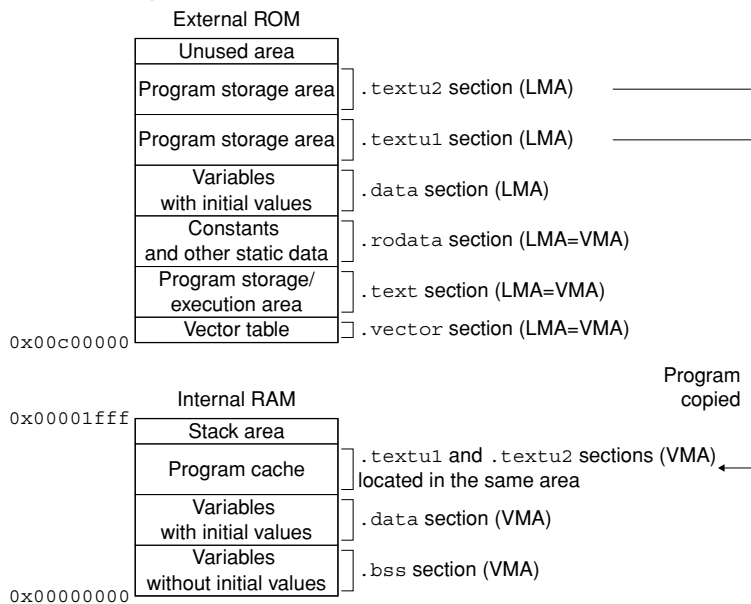 External ROM
Unused area
Program storage area
.textu2 section (LMA)
Program storage area
.textu1 section (LMA)
Variables
with initial values
.data section (LMA)
Constants
and other static data
.rodata section (LMA=VMA)
Program storage/
execution area
.text section (LMA=VMA)
Vector table
.vector section (LMA=VMA)
0x00c00000
Program
copied
Internal RAM
0x00001fff
Stack area
Program cache
.textu1 and .textu2 sections (VMA)
located in the same area
Variables
with initial values
.data section (VMA)
Variables
without initial values
.bss section (VMA)
0x00000000